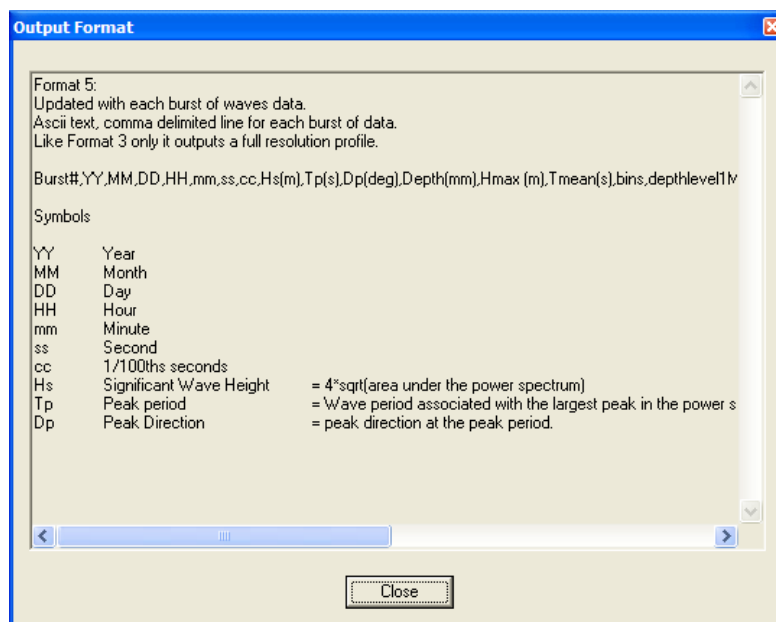 Output Format
Format 5:
Updated with each burst of waves data.
Ascii text, comma delimited line for each burst of data.
Like Format 3 only it outputs a full resolution profile.
Burst#,YY,MM,DD,HH,mm,ss,cc,Hs(m),Tp(s),Dp(deg),Depth(mm),Hmax (m),Tmean(s),bins,depthlevel1M
Symbols
YY Year
MM Month
DD Day
HH Hour
mm Minute
ss Second
cc 1/100ths seconds
Hs Significant Wave Height = 4*sqrt(area under the power spectrum)
Tp Peak period = Wave period associated with the largest peak in the power s
Dp Peak Direction = peak direction at the peak period.
Close